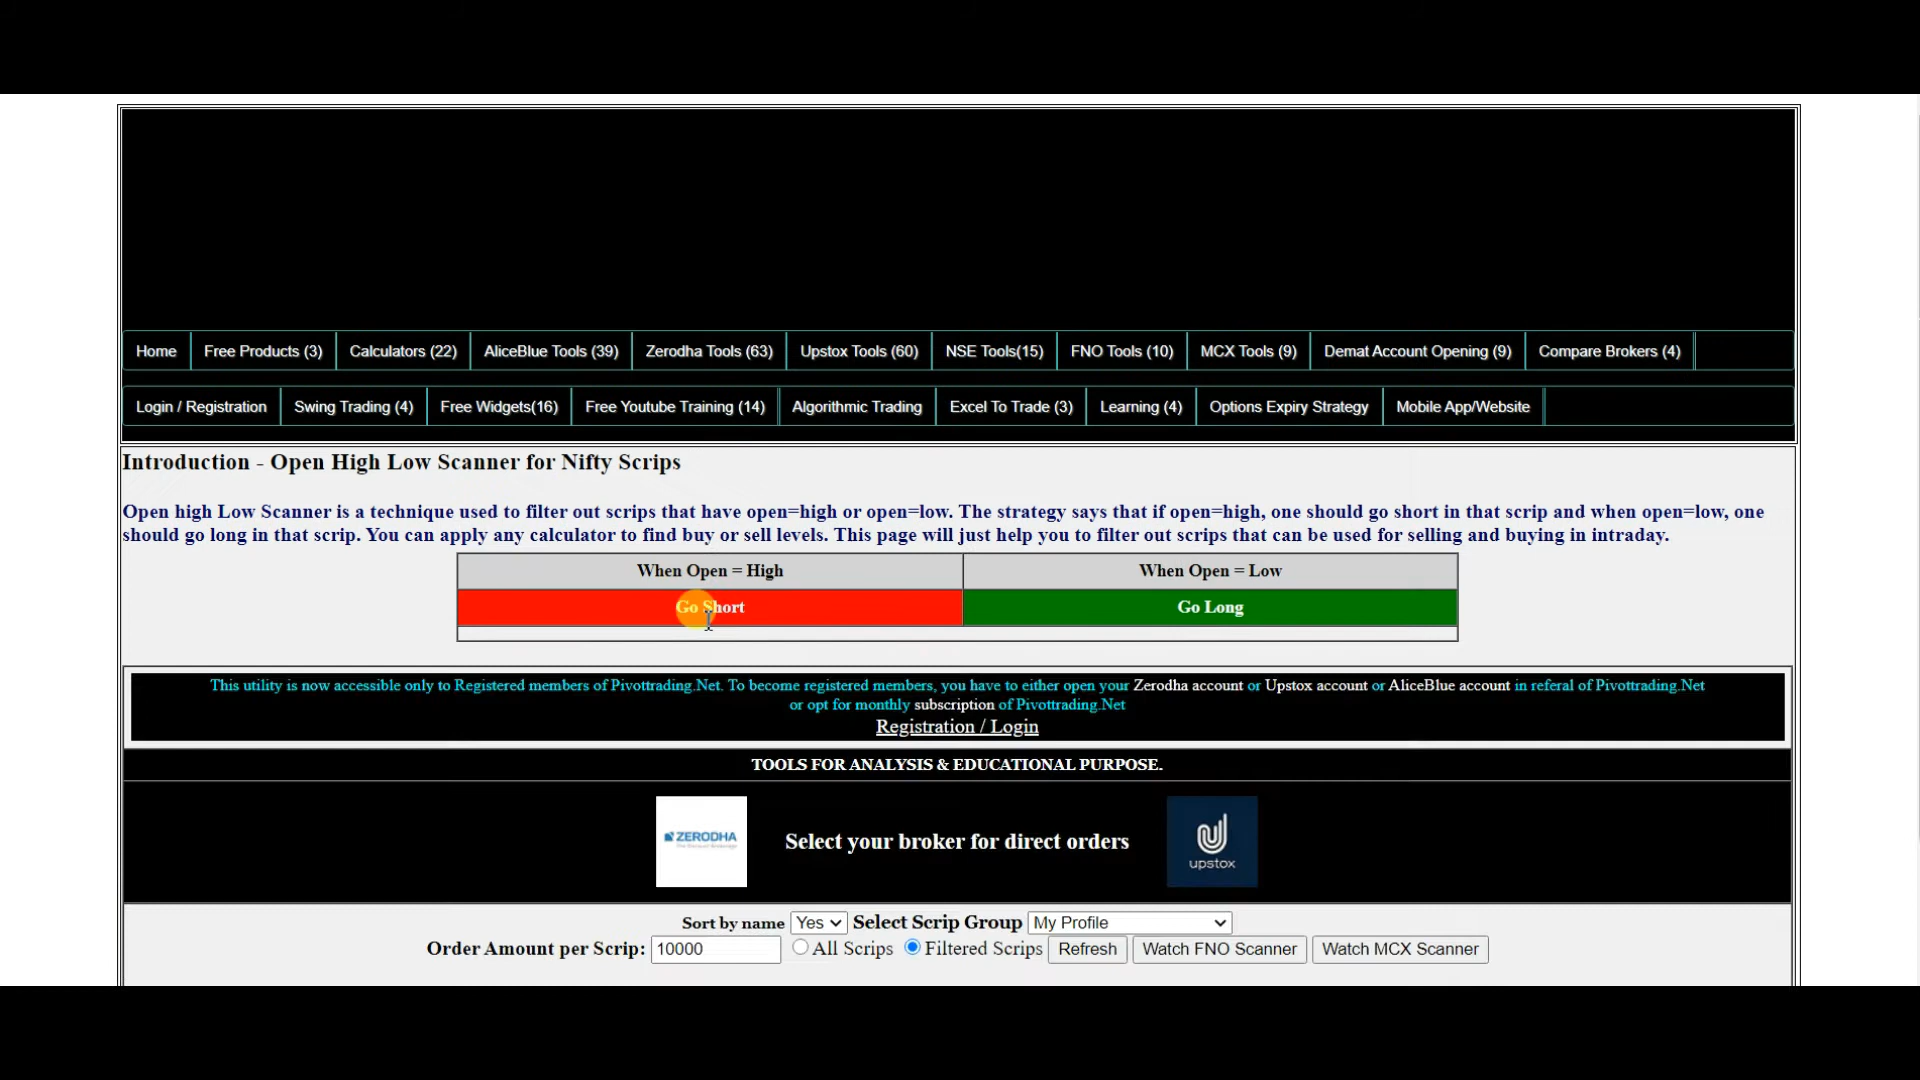 Home Free Products (3) Calculators (22) AliceBlue Tools (39) Zerodha Tools (63) Upstox Tools (60) NSE Tools(15) FNO Tools (10) MCX Tools (9) Demat Account Opening (9) Compare Brokers (4)
Login / Registration Swing Trading (4) Free Widgets(16) Free Youtube Training (14) Algorithmic Trading Excel To Trade (3) Learning (4) Options Expiry Strategy Mobile App/Website
Introduction - Open High Low Scanner for Nifty Scrips
Open high Low Scanner is a technique used to filter out scrips that have open=high or open=low. The strategy says that if open=high, one should go short in that scrip and when open=low, one
should go long in that scrip. You can apply any calculator to find buy or sell levels. This page will just help you to filter out scrips that can be used for selling and buying in intraday.
When Open = High When Open = Low
Go Short Go Long
This utility is now accessible only to Registered members of Pivottrading.Net. To become registered members, you have to either open your Zerodha account or Upstox account or AliceBlue account in referal of Pivottrading.Net
or opt for monthly subscription of Pivottrading.Net
Registration / Login
TOOLS FOR ANALYSIS & EDUCATIONAL PURPOSE.
ZERODHA Select your broker for direct orders upstox
Sort by name Yes Select Scrip Group My Profile
Order Amount per Scrip: 10000 All Scrips Filtered Scrips Refresh Watch FNO Scanner Watch MCX Scanner